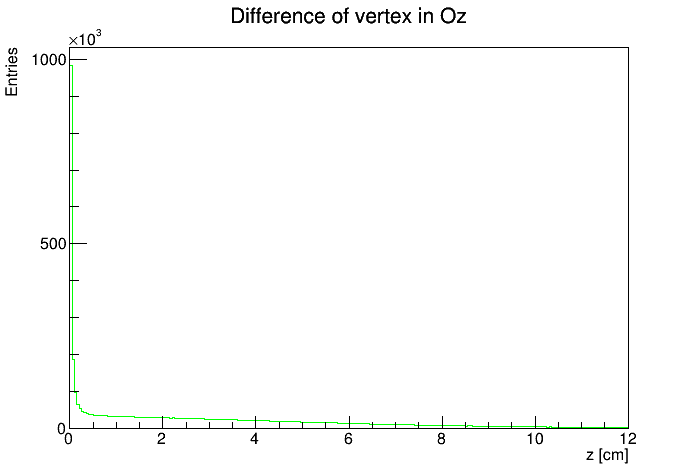 Difference of vertex in Oz
×10³
Entries
1000
500
0
0 2 4 6 8 10 12
z [cm]